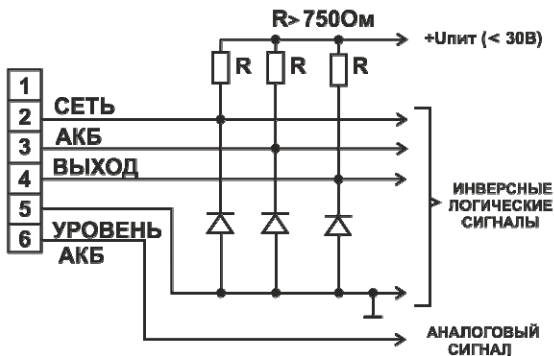 R>750Ом
+Uпит (< 30В)
R
R
R
1
2
3
4
5
6
СЕТЬ
АКБ
ВЫХОД
УРОВЕНЬ
АКБ
ИНВЕРСНЫЕ
ЛОГИЧЕСКИЕ
СИГНАЛЫ
АНАЛОГОВЫЙ
СИГНАЛ